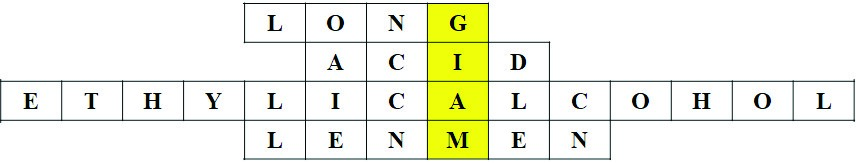 L O N G
A C I D
E T H Y L I C A L C O H O L
L E N M E N